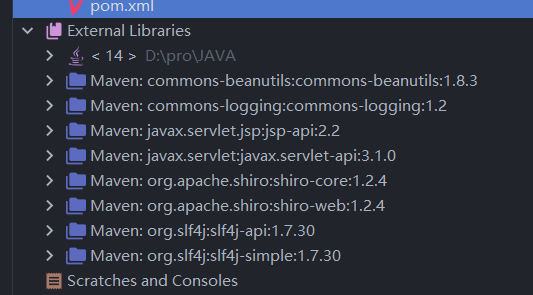 pom.xml
External Libraries
< 14 > D:\pro\JAVA
Maven: commons-beanutils:commons-beanutils:1.8.3
Maven: commons-logging:commons-logging:1.2
Maven: javax.servlet.jsp:jsp-api:2.2
Maven: javax.servlet:javax.servlet-api:3.1.0
Maven: org.apache.shiro:shiro-core:1.2.4
Maven: org.apache.shiro:shiro-web:1.2.4
Maven: org.slf4j:slf4j-api:1.7.30
Maven: org.slf4j:slf4j-simple:1.7.30
Scratches and Consoles